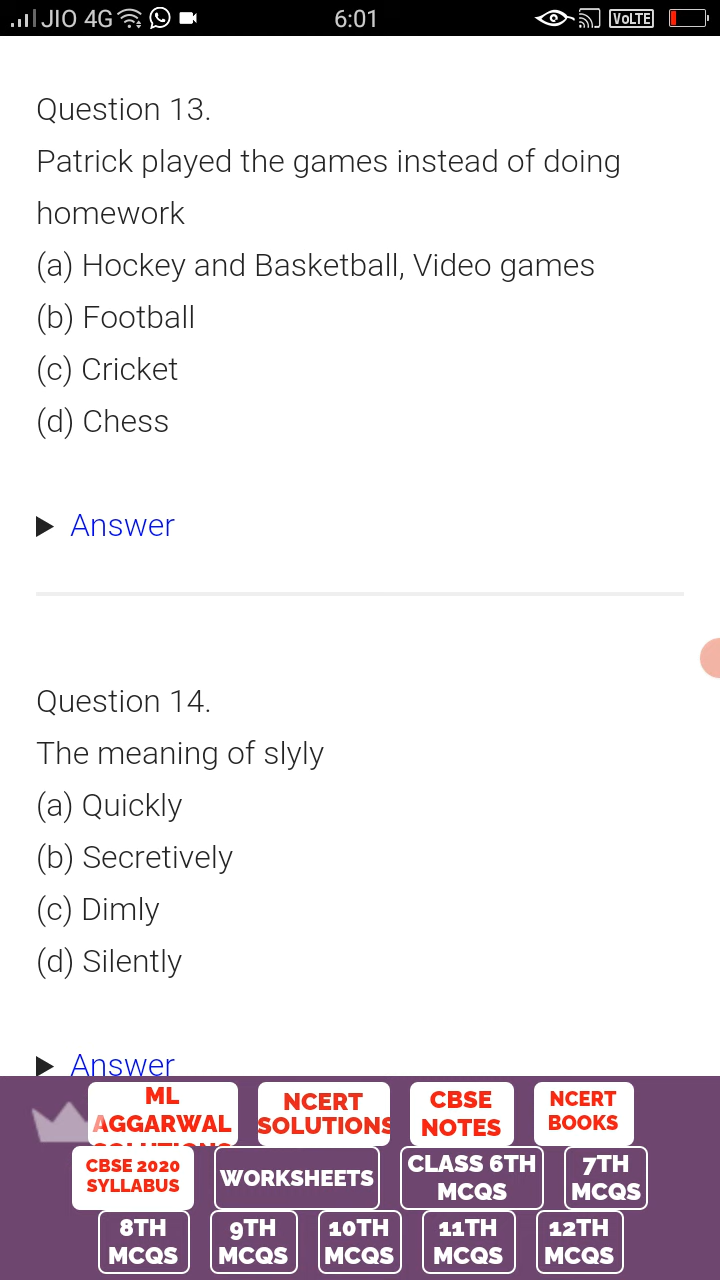 JIO 4G 6:01 VoLTE
Question 13.
Patrick played the games instead of doing
homework
(a) Hockey and Basketball, Video games
(b) Football
(c) Cricket
(d) Chess
Answer
Question 14.
The meaning of slyly
(a) Quickly
(b) Secretively
(c) Dimly
(d) Silently
Answer
ML
AGGARWAL
SOLUTIONS
NCERT
SOLUTIONS
CBSE
NOTES
NCERT
BOOKS
CBSE 2020
SYLLABUS
WORKSHEETS
CLASS 6TH
MCQS
7TH
MCQS
8TH
MCQS
9TH
MCQS
10TH
MCQS
11TH
MCQS
12TH
MCQS